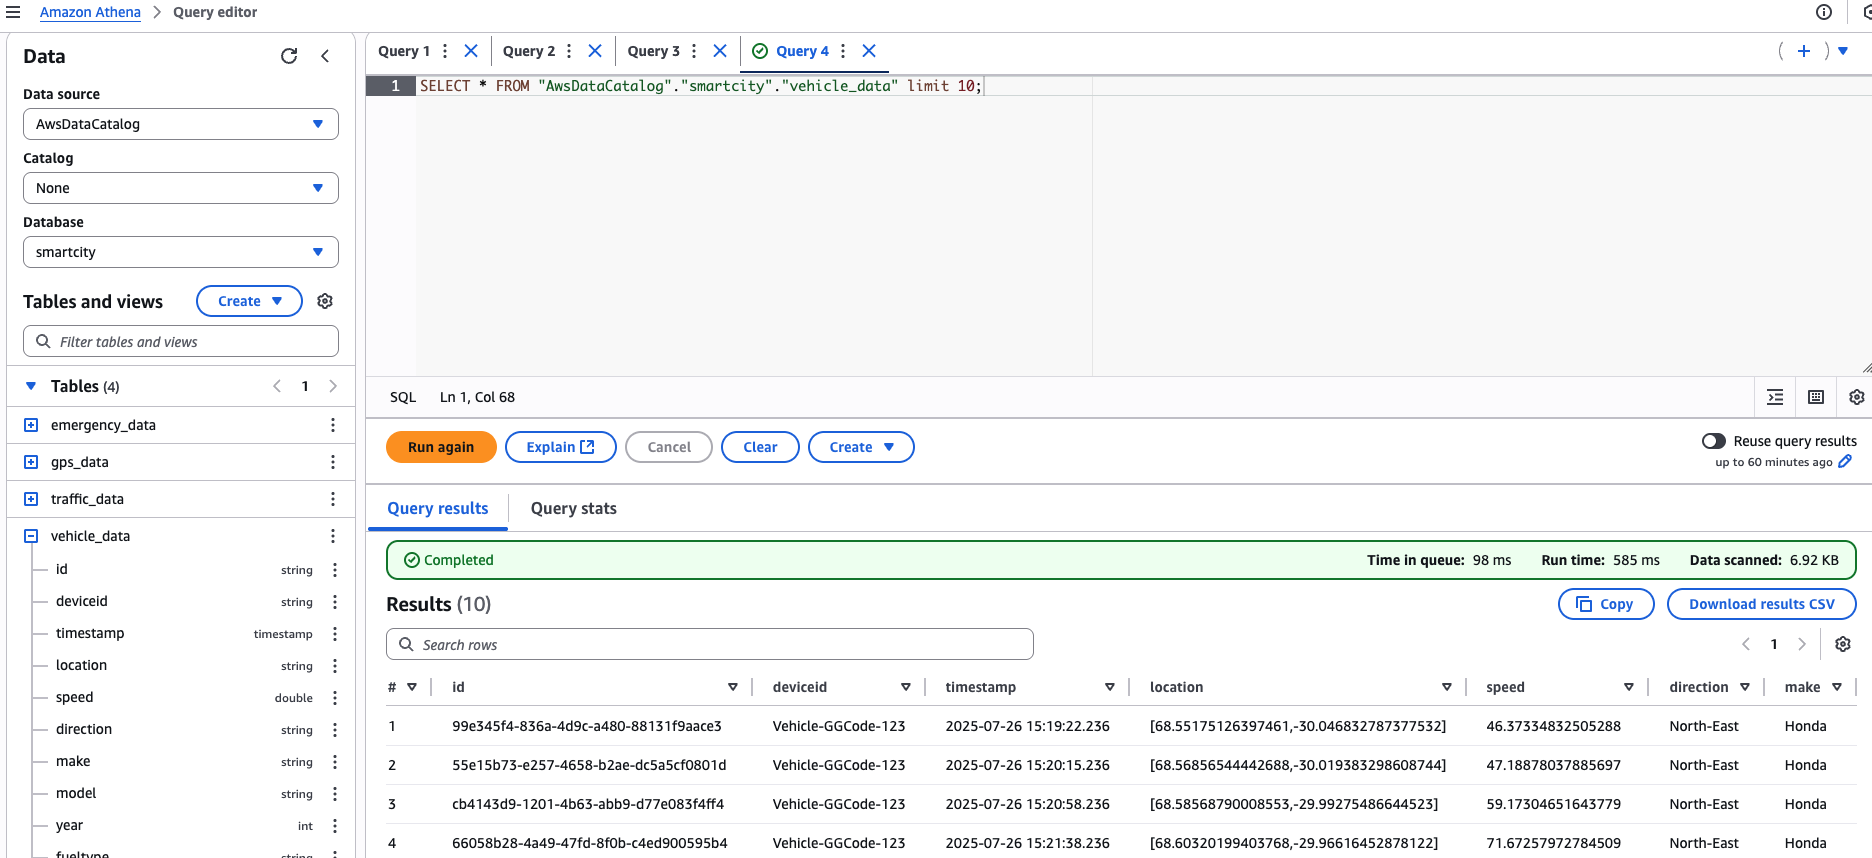 Amazon Athena > Query editor
Data
Data source
AwsDataCatalog
Catalog
None
Database
smartcity
Tables and views
Create
Filter tables and views
Tables (4)
< 1 >
emergency_data
gps_data
traffic_data
vehicle_data
id string
deviceid string
timestamp timestamp
location string
speed double
direction string
make string
model string
year int
fueltype string
Query 1
Query 2
Query 3
Query 4
1 SELECT * FROM "AwsDataCatalog"."smartcity"."vehicle_data" limit 10;
SQL Ln 1, Col 68
Run again
Explain
Cancel
Clear
Create
Reuse query results
up to 60 minutes ago
Query results
Query stats
Completed
Time in queue: 98 ms Run time: 585 ms Data scanned: 6.92 KB
Results (10)
Copy
Download results CSV
Search rows
< 1 >
# id deviceid timestamp location speed direction make
1 99e345f4-836a-4d9c-a480-88131f9aace3 Vehicle-GGCode-123 2025-07-26 15:19:22.236 [68.55175126397461,-30.046832787377532] 46.37334832505288 North-East Honda
2 55e15b73-e257-4658-b2ae-dc5a5cf0801d Vehicle-GGCode-123 2025-07-26 15:20:15.236 [68.56856544442688,-30.019383298608744] 47.18878037885697 North-East Honda
3 cb4143d9-1201-4b63-abb9-d77e083f4ff4 Vehicle-GGCode-123 2025-07-26 15:20:58.236 [68.58568790008553,-29.99275486644523] 59.17304651643779 North-East Honda
4 66058b28-4a49-47fd-8f0b-c4ed900595b4 Vehicle-GGCode-123 2025-07-26 15:21:38.236 [68.60320199403768,-29.96616452878122] 71.67257972784509 North-East Honda